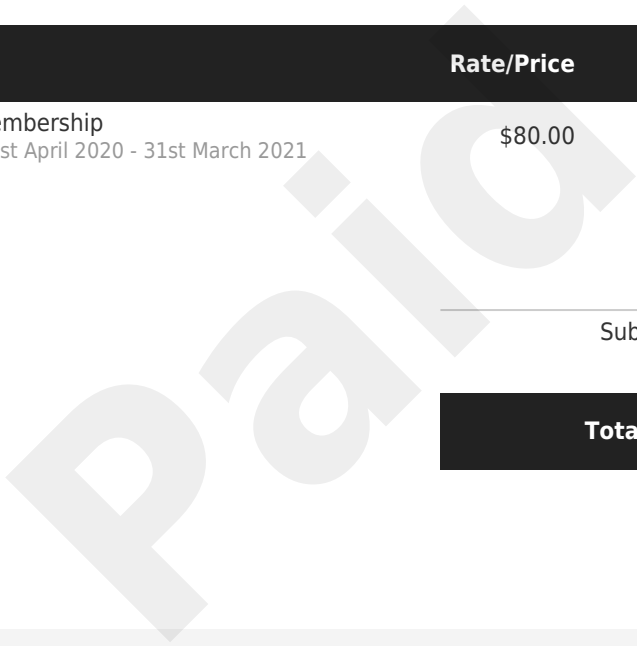 Rate/Price
embership
st April 2020 - 31st March 2021
$80.00
Sub
Tota
Paid